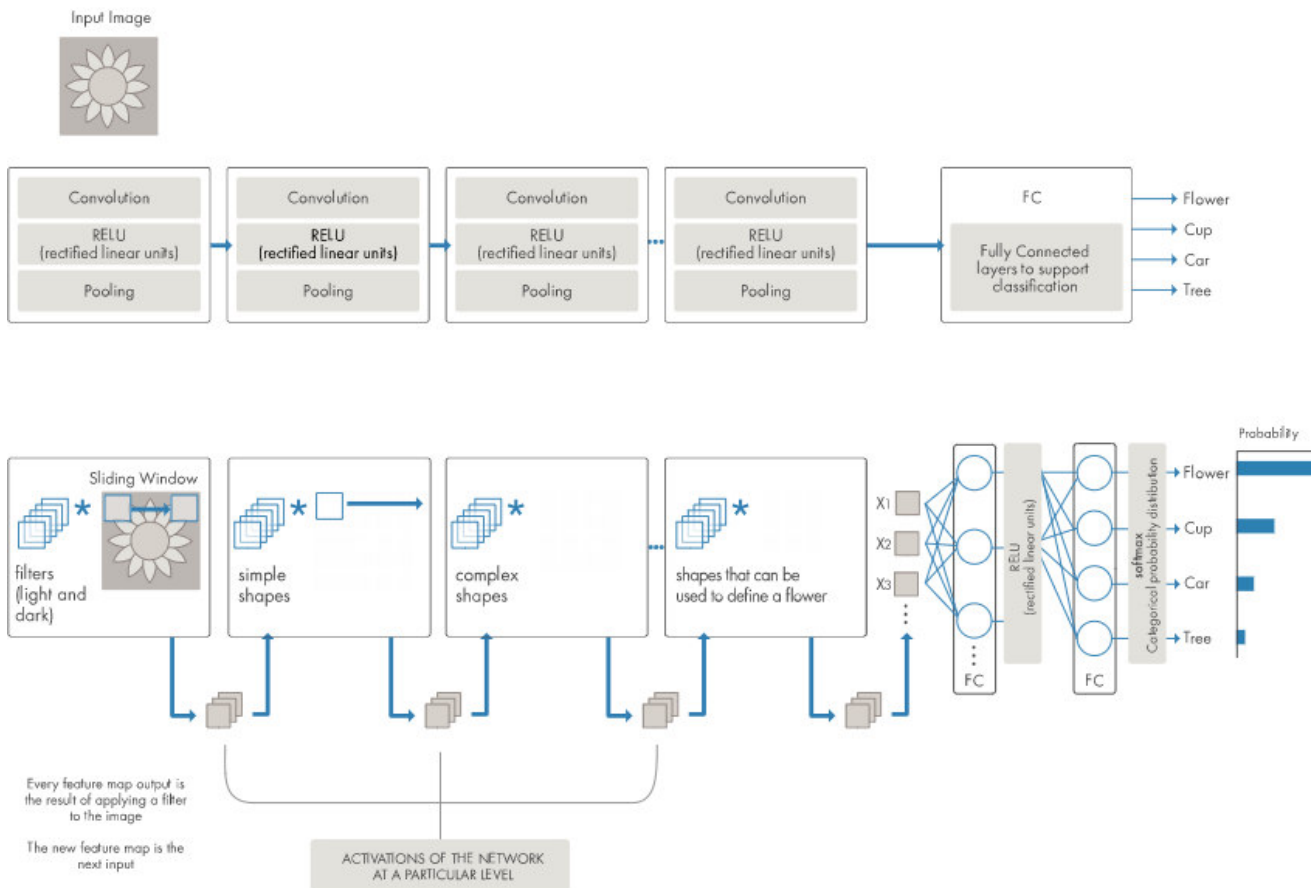 Input Image
Convolution
RELU
(rectified linear units)
Pooling
Convolution
RELU
(rectified linear units)
Pooling
Convolution
RELU
(rectified linear units)
Pooling
Convolution
RELU
(rectified linear units)
Pooling
FC
Fully Connected
layers to support
classification
Flower
Cup
Car
Tree
Sliding Window
*
filters
(light and
dark)
*
simple
shapes
*
complex
shapes
*
shapes that can be
used to define a flower
X1
X2
X3
FC
RELU
(rectified linear units)
FC
softmax
Categorical probability distribution
Probability
Flower
Cup
Car
Tree
Every feature map output is
the result of applying a filter
to the image
The new feature map is the
next input
ACTIVATIONS OF THE NETWORK
AT A PARTICULAR LEVEL